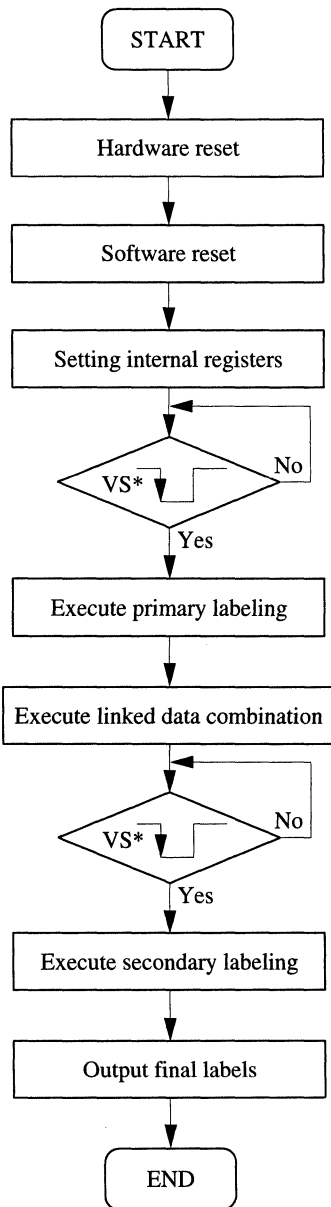 START
Hardware reset
Software reset
Setting internal registers
VS*
No
Yes
Execute primary labeling
Execute linked data combination
VS*
No
Yes
Execute secondary labeling
Output final labels
END